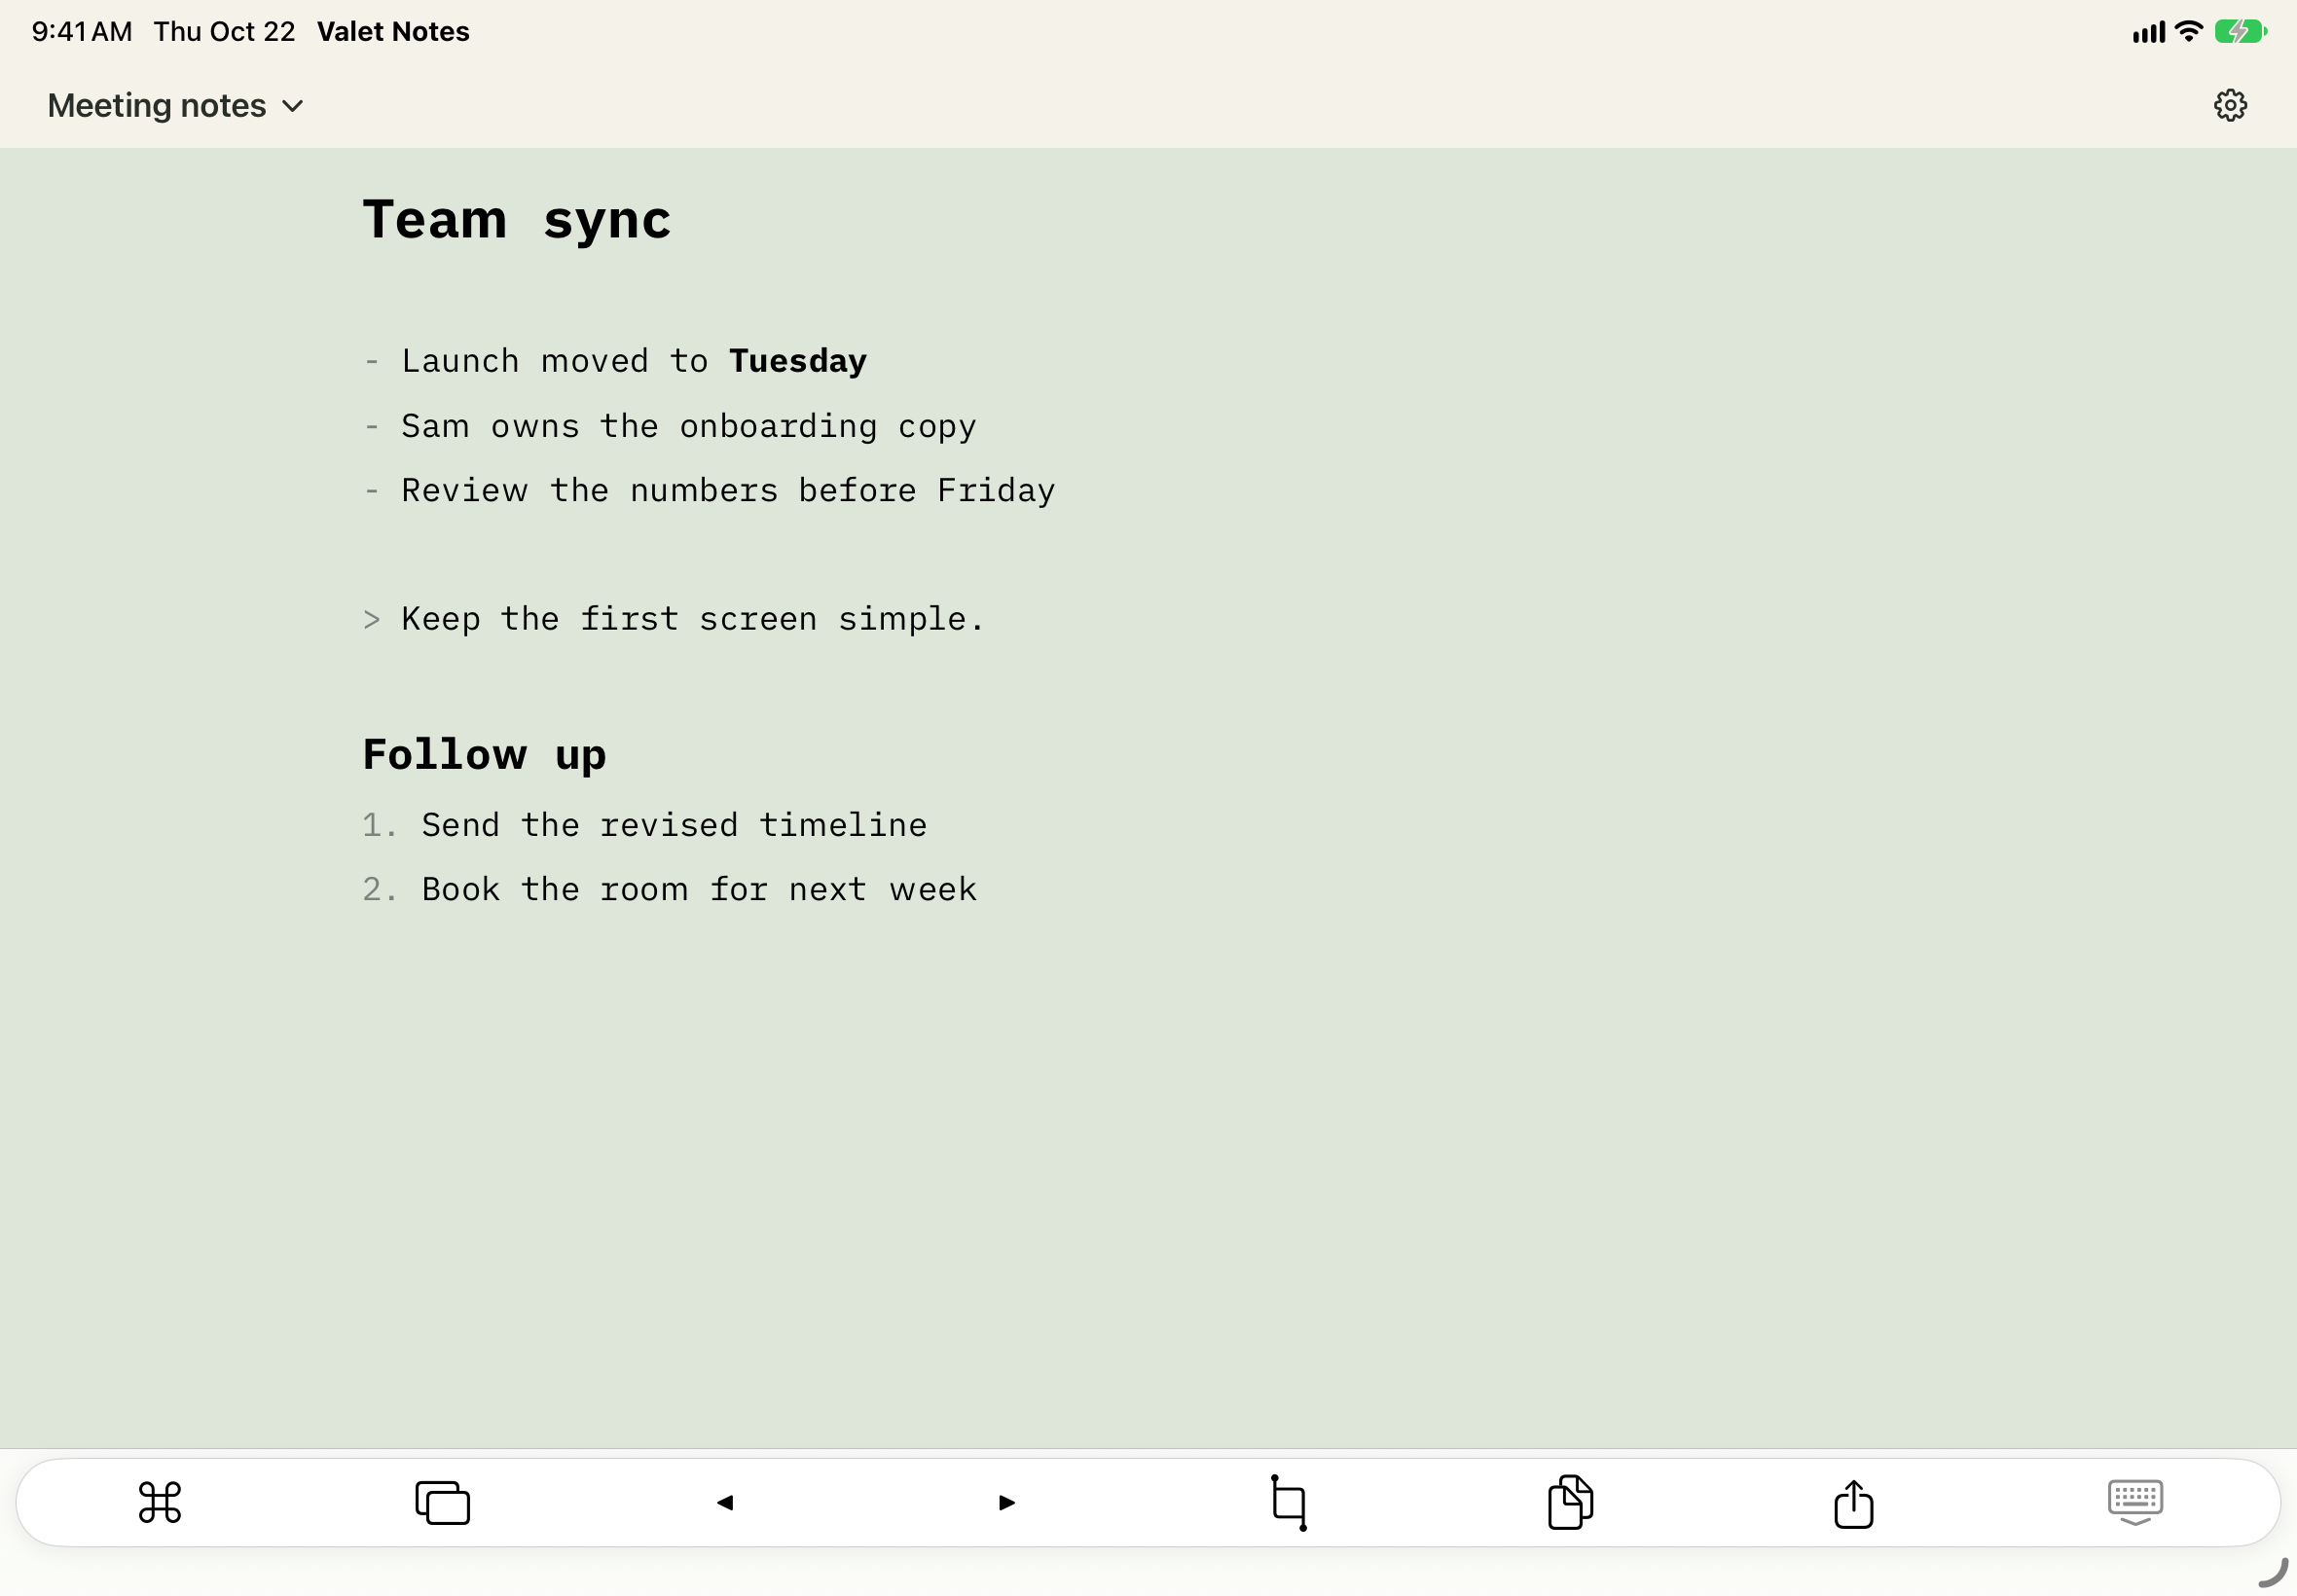 9:41 AM Thu Oct 22 Valet Notes
Meeting notes
Team sync
- Launch moved to Tuesday
- Sam owns the onboarding copy
- Review the numbers before Friday
> Keep the first screen simple.
Follow up
1. Send the revised timeline
2. Book the room for next week